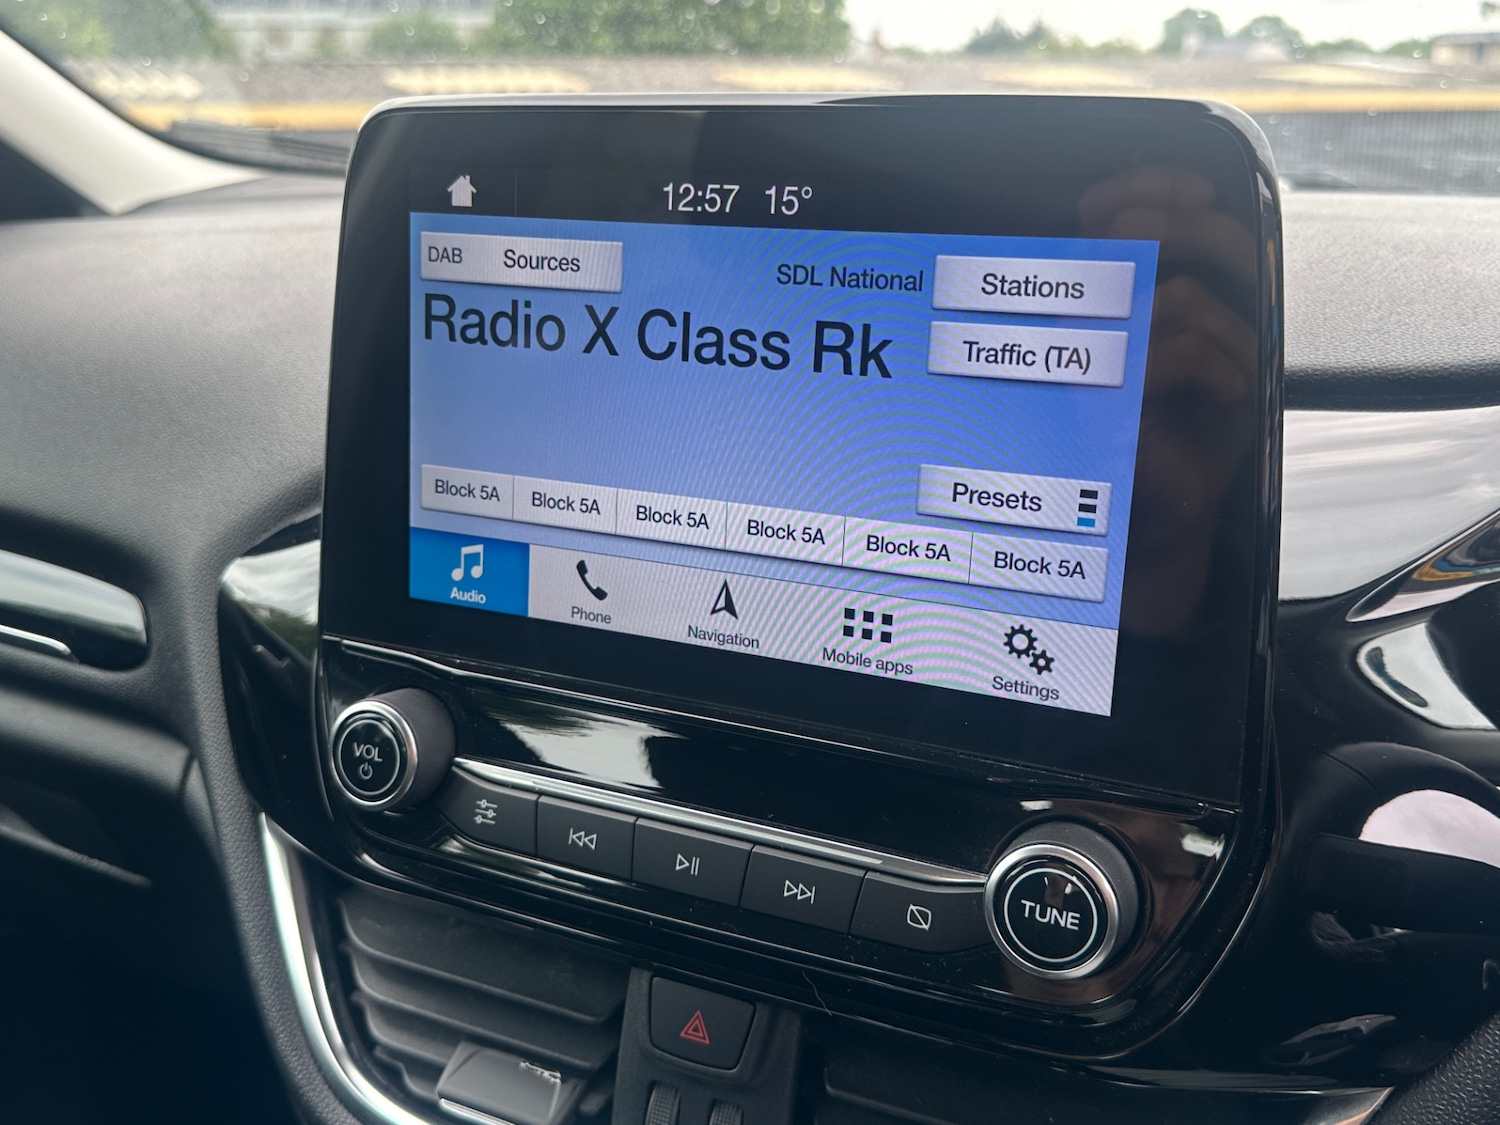 12:57 15°
DAB Sources
SDL National
Stations
Radio X Class Rk
Traffic (TA)
Presets
Block 5A Block 5A Block 5A Block 5A Block 5A Block 5A
Audio Phone Navigation Mobile apps Settings
VOL
TUNE